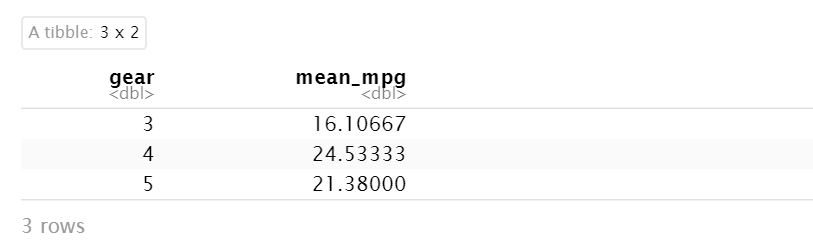 A tibble: 3 x 2
gear mean_mpg
<dbl> <dbl>
3 16.10667
4 24.53333
5 21.38000
3 rows